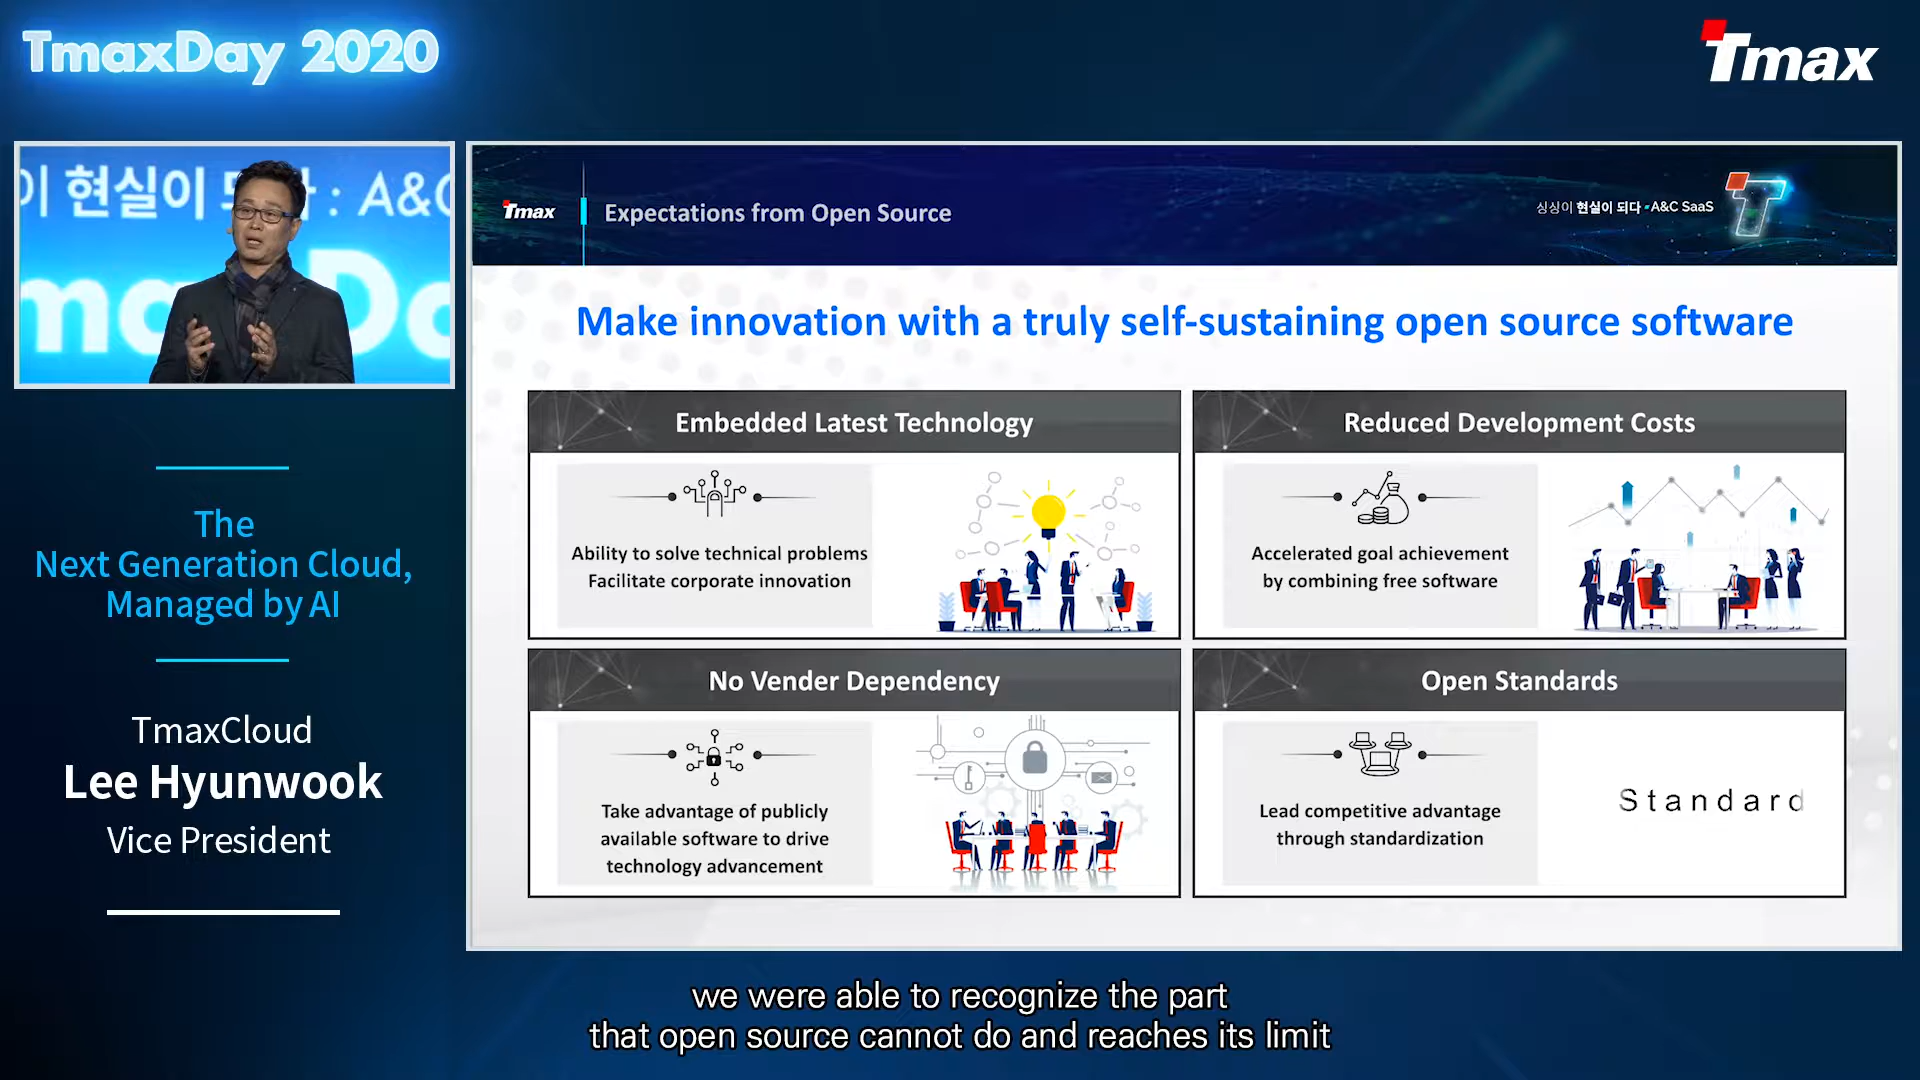 TmaxDay 2020
Tmax
이 현실이 되다 : A&C
maxDa
The
Next Generation Cloud,
Managed by AI
TmaxCloud
Lee Hyunwook
Vice President
Tmax
Expectations from Open Source
싱싱이 현실이 되다 • A&C SaaS
Make innovation with a truly self-sustaining open source software
Embedded Latest Technology
Ability to solve technical problems
Facilitate corporate innovation
Reduced Development Costs
Accelerated goal achievement
by combining free software
No Vender Dependency
Take advantage of publicly
available software to drive
technology advancement
Open Standards
Lead competitive advantage
through standardization
Standard
we were able to recognize the part
that open source cannot do and reaches its limit